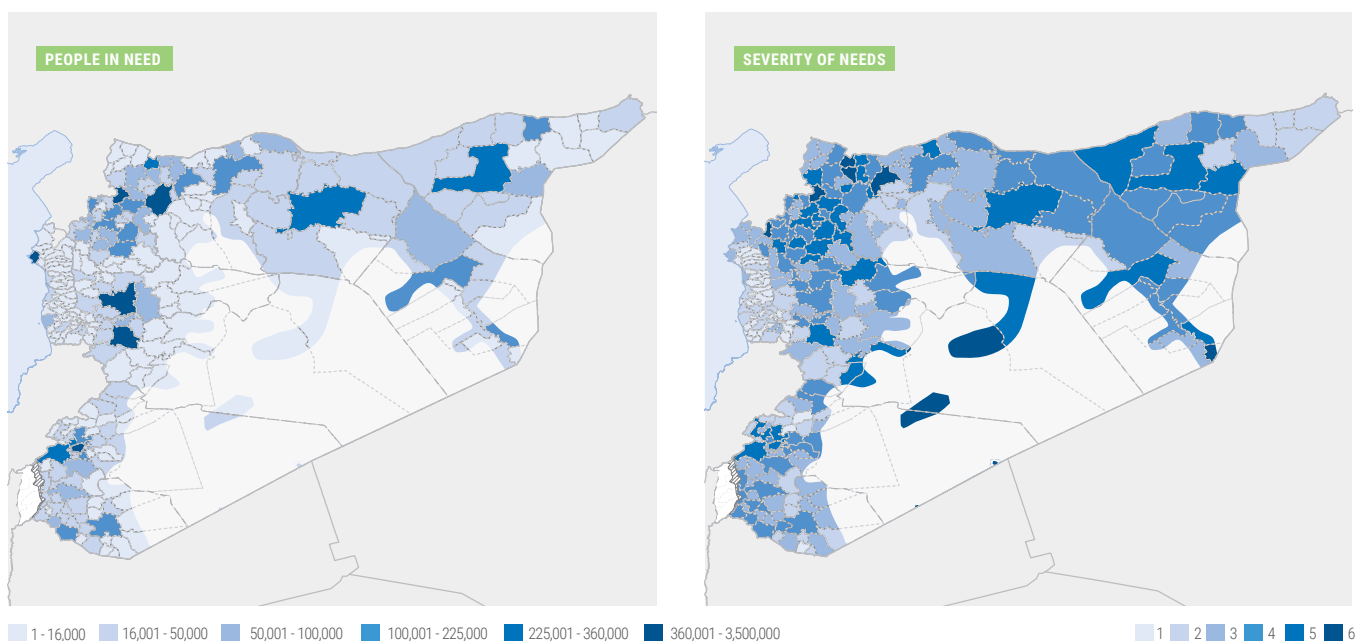 PEOPLE IN NEED
SEVERITY OF NEEDS
1 - 16,000 16,001 - 50,000 50,001 - 100,000 100,001 - 225,000 225,001 - 360,000 360,001 - 3,500,000
1 2 3 4 5 6